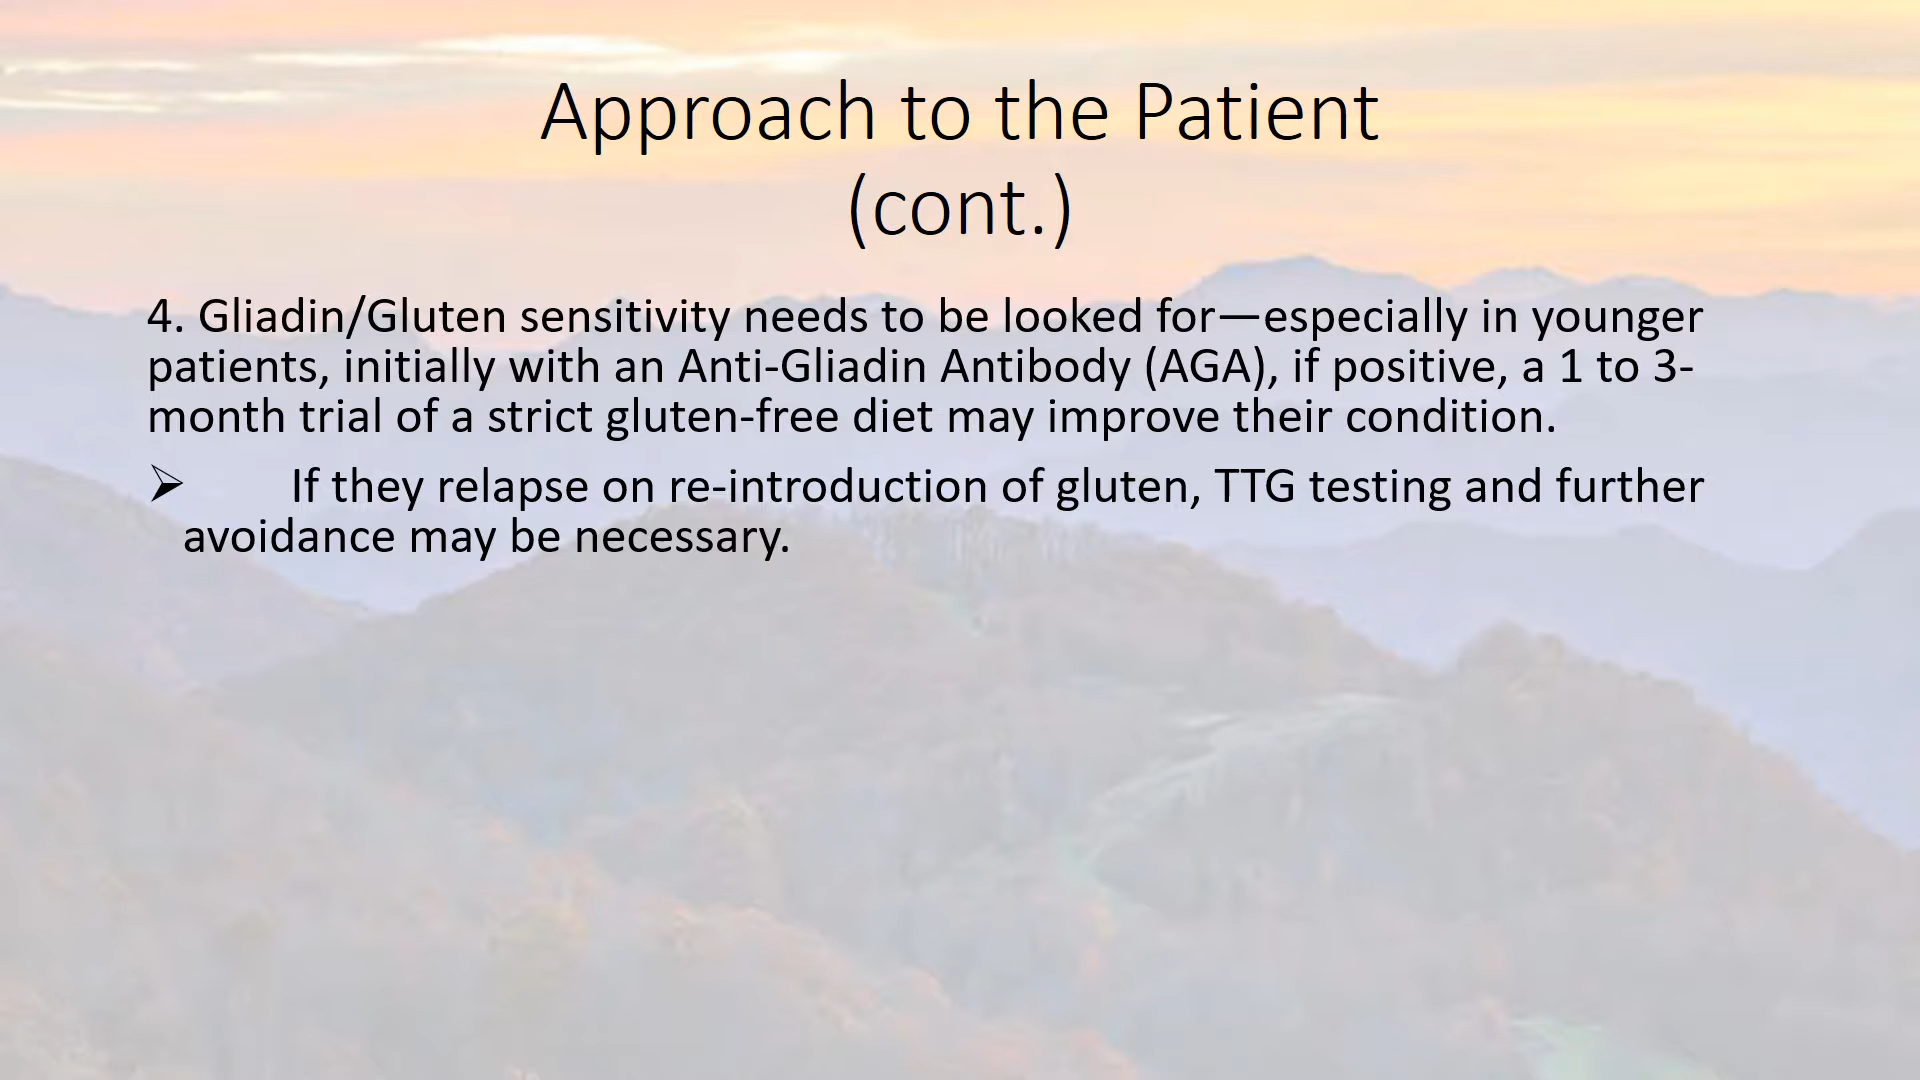 Approach to the Patient
(cont.)
4. Gliadin/Gluten sensitivity needs to be looked for—especially in younger
patients, initially with an Anti-Gliadin Antibody (AGA), if positive, a 1 to 3-
month trial of a strict gluten-free diet may improve their condition.
➢ If they relapse on re-introduction of gluten, TTG testing and further
avoidance may be necessary.